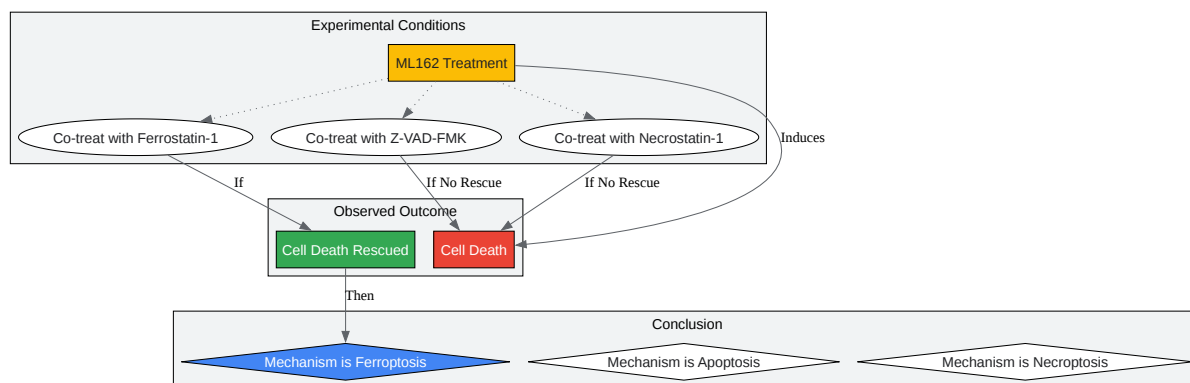 Experimental Conditions
ML162 Treatment
Co-treat with Ferrostatin-1
Co-treat with Z-VAD-FMK
Co-treat with Necrostatin-1
Induces
If
If No Rescue
If No Rescue
Observed Outcome
Cell Death Rescued
Cell Death
Then
Conclusion
Mechanism is Ferroptosis
Mechanism is Apoptosis
Mechanism is Necroptosis